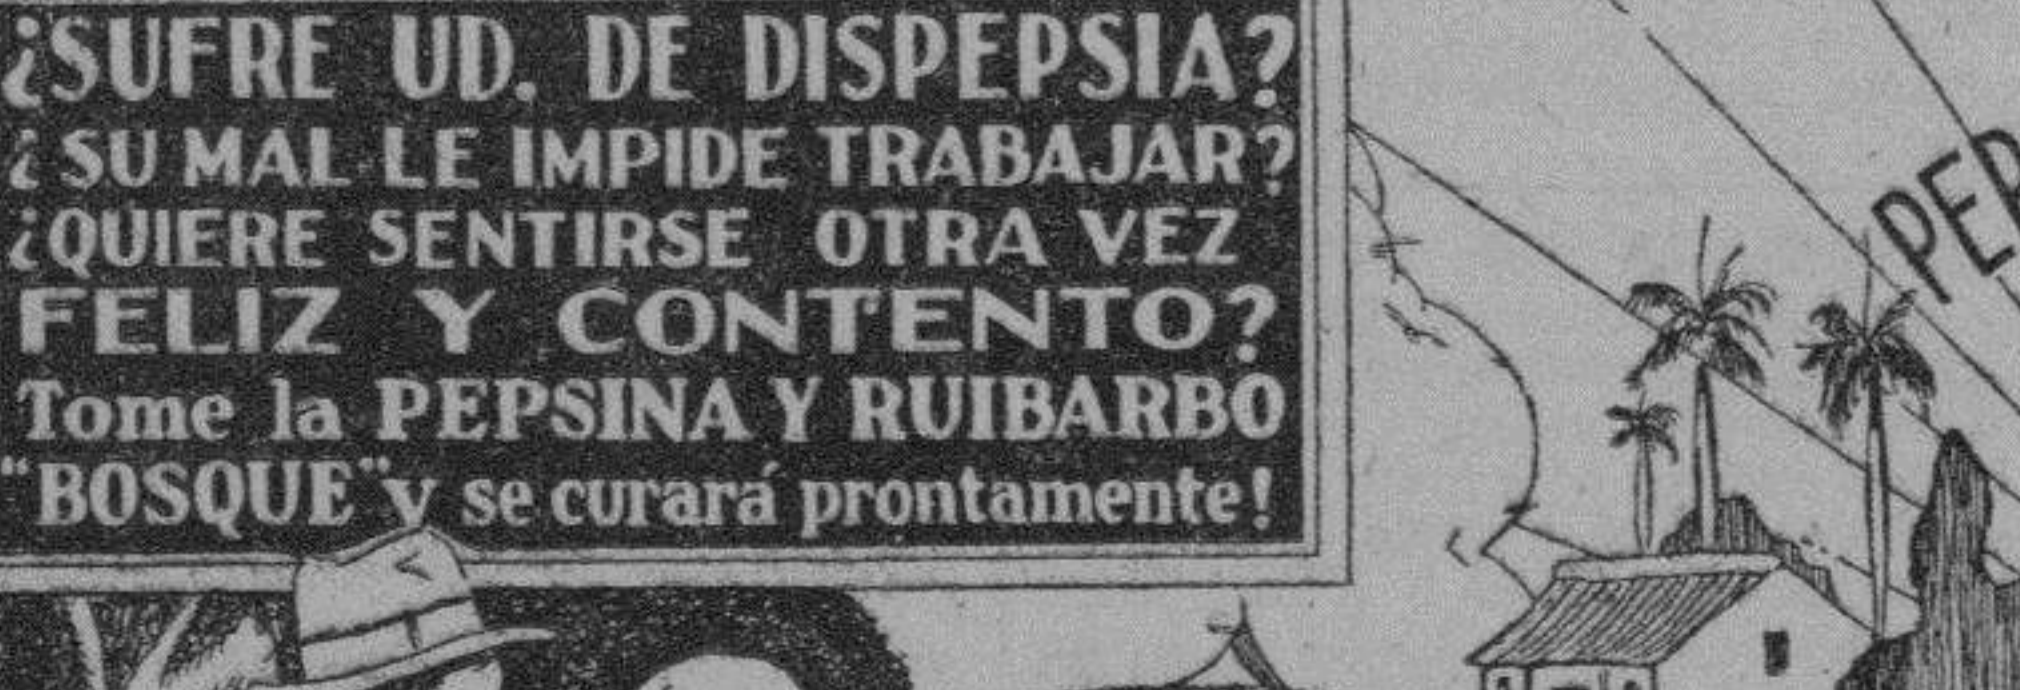 ¿SUFRE UD. DE DISPEPSIA?
¿SU MAL LE IMPIDE TRABAJAR?
¿QUIERE SENTIRSE OTRA VEZ
FELIZ Y CONTENTO?
Tome la PEPSINA Y RUIBARBO
"BOSQUE" y se curará prontamente!